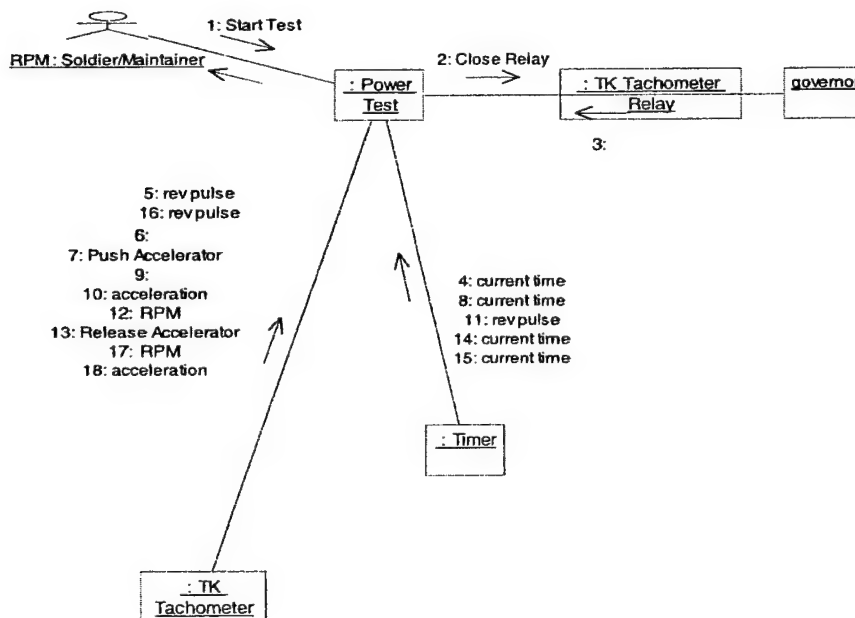 1: Start Test
RPM : Soldier/Maintainer
: Power
Test
2: Close Relay
: TK Tachometer
Relay
governo
3:
5: rev pulse
16: rev pulse
6:
7: Push Accelerator
9:
10: acceleration
12: RPM
13: Release Accelerator
17: RPM
18: acceleration
4: current time
8: current time
11: rev pulse
14: current time
15: current time
: Timer
: TK
Tachometer